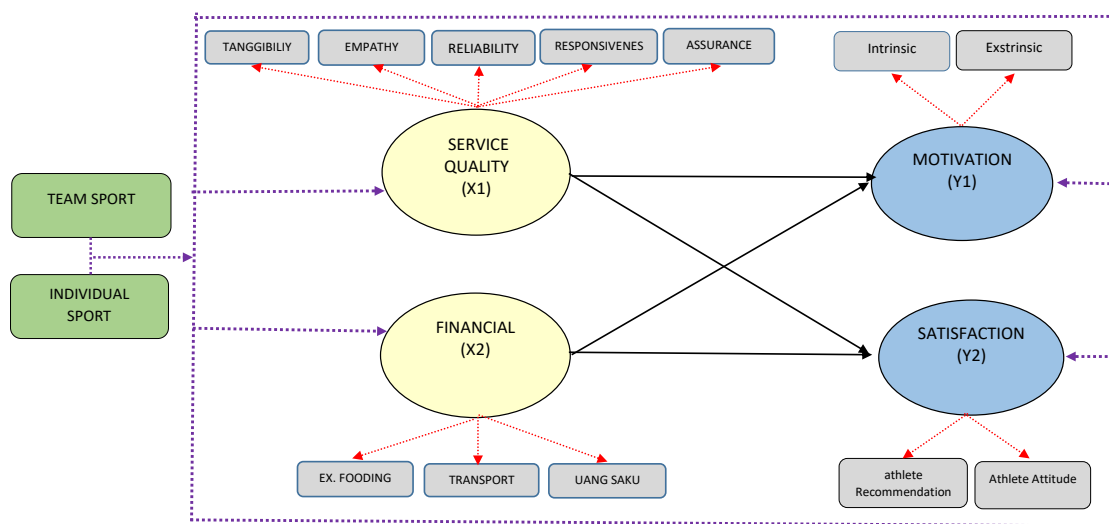 TANGGIBILIY
EMPATHY
RELIABILITY
RESPONSIVENES
ASSURANCE
Intrinsic
Exstrinsic
SERVICE
QUALITY
(X1)
MOTIVATION
(Y1)
TEAM SPORT
INDIVIDUAL
SPORT
FINANCIAL
(X2)
SATISFACTION
(Y2)
EX. FOODING
TRANSPORT
UANG SAKU
athlete
Recommendation
Athlete Attitude